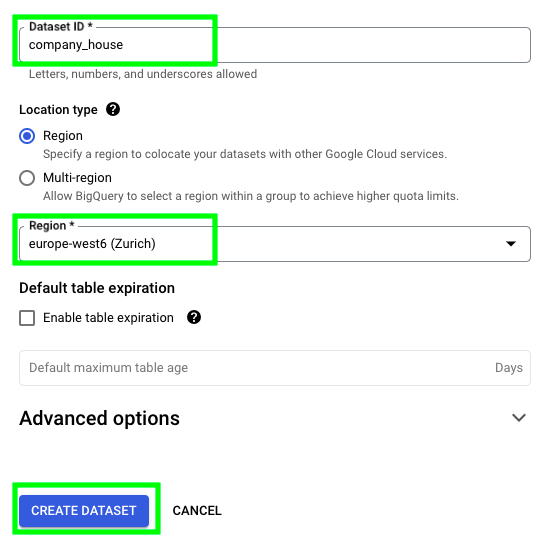 Dataset ID *
company_house
Letters, numbers, and underscores allowed
Location type ?
Region
Specify a region to colocate your datasets with other Google Cloud services.
Multi-region
Allow BigQuery to select a region within a group to achieve higher quota limits.
Region *
europe-west6 (Zurich)
Default table expiration
Enable table expiration ?
Default maximum table age Days
Advanced options
CREATE DATASET CANCEL